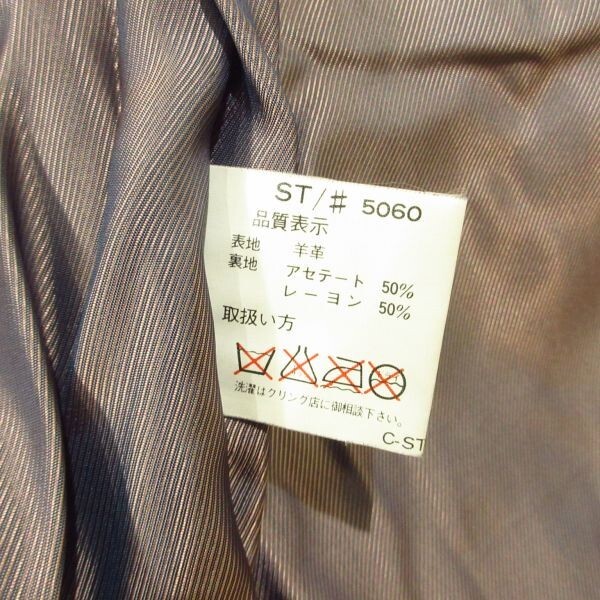 ST/# 5060
品質表示
表地 羊革
裏地 アセテート 50%
レーヨン 50%
取扱い方
洗濯はクリング店に御相談下さい。
C-ST